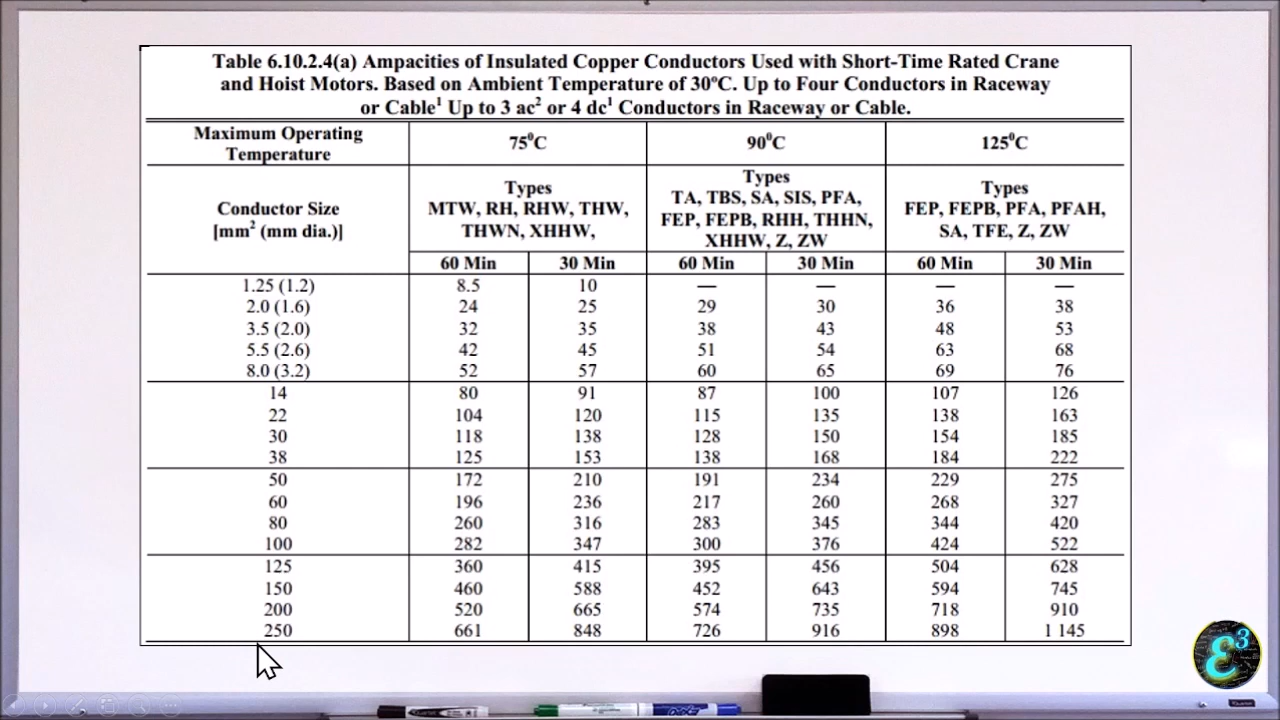 Table 6.10.2.4(a) Ampacities of Insulated Copper Conductors Used with Short-Time Rated Crane
and Hoist Motors. Based on Ambient Temperature of 30ºC. Up to Four Conductors in Raceway
or Cable¹ Up to 3 ac² or 4 dc¹ Conductors in Raceway or Cable.
Maximum Operating Temperature 75⁰C 90⁰C 125⁰C
Conductor Size
[mm² (mm dia.)]
Types
MTW, RH, RHW, THW,
THWN, XHHW,
Types
TA, TBS, SA, SIS, PFA,
FEP, FEPB, RHH, THHN,
XHHW, Z, ZW
Types
FEP, FEPB, PFA, PFAH,
SA, TFE, Z, ZW
60 Min 30 Min 60 Min 30 Min 60 Min 30 Min
1.25 (1.2) 8.5 10 — — — —
2.0 (1.6) 24 25 29 30 36 38
3.5 (2.0) 32 35 38 43 48 53
5.5 (2.6) 42 45 51 54 63 68
8.0 (3.2) 52 57 60 65 69 76
14 80 91 87 100 107 126
22 104 120 115 135 138 163
30 118 138 128 150 154 185
38 125 153 138 168 184 222
50 172 210 191 234 229 275
60 196 236 217 260 268 327
80 260 316 283 345 344 420
100 282 347 300 376 424 522
125 360 415 395 456 504 628
150 460 588 452 643 594 745
200 520 665 574 735 718 910
250 661 848 726 916 898 1 145
ε³